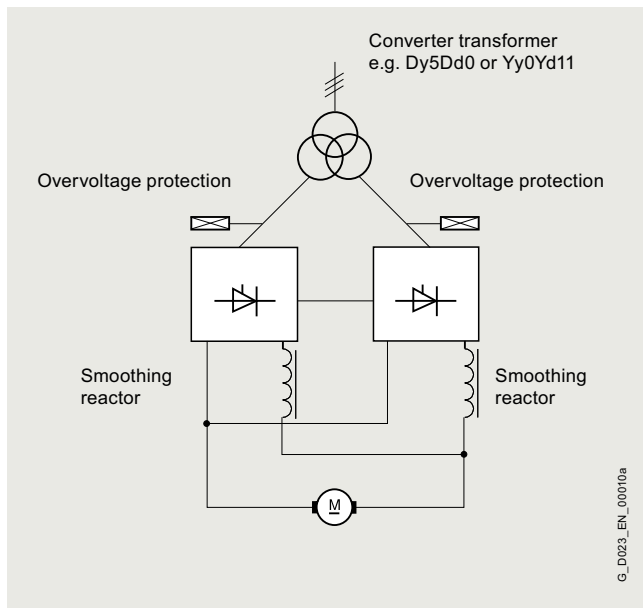 Converter transformer
e.g. Dy5Dd0 or Yy0Yd11
Overvoltage protection
Overvoltage protection
Smoothing
reactor
Smoothing
reactor
M
G_D023_EN_00010a